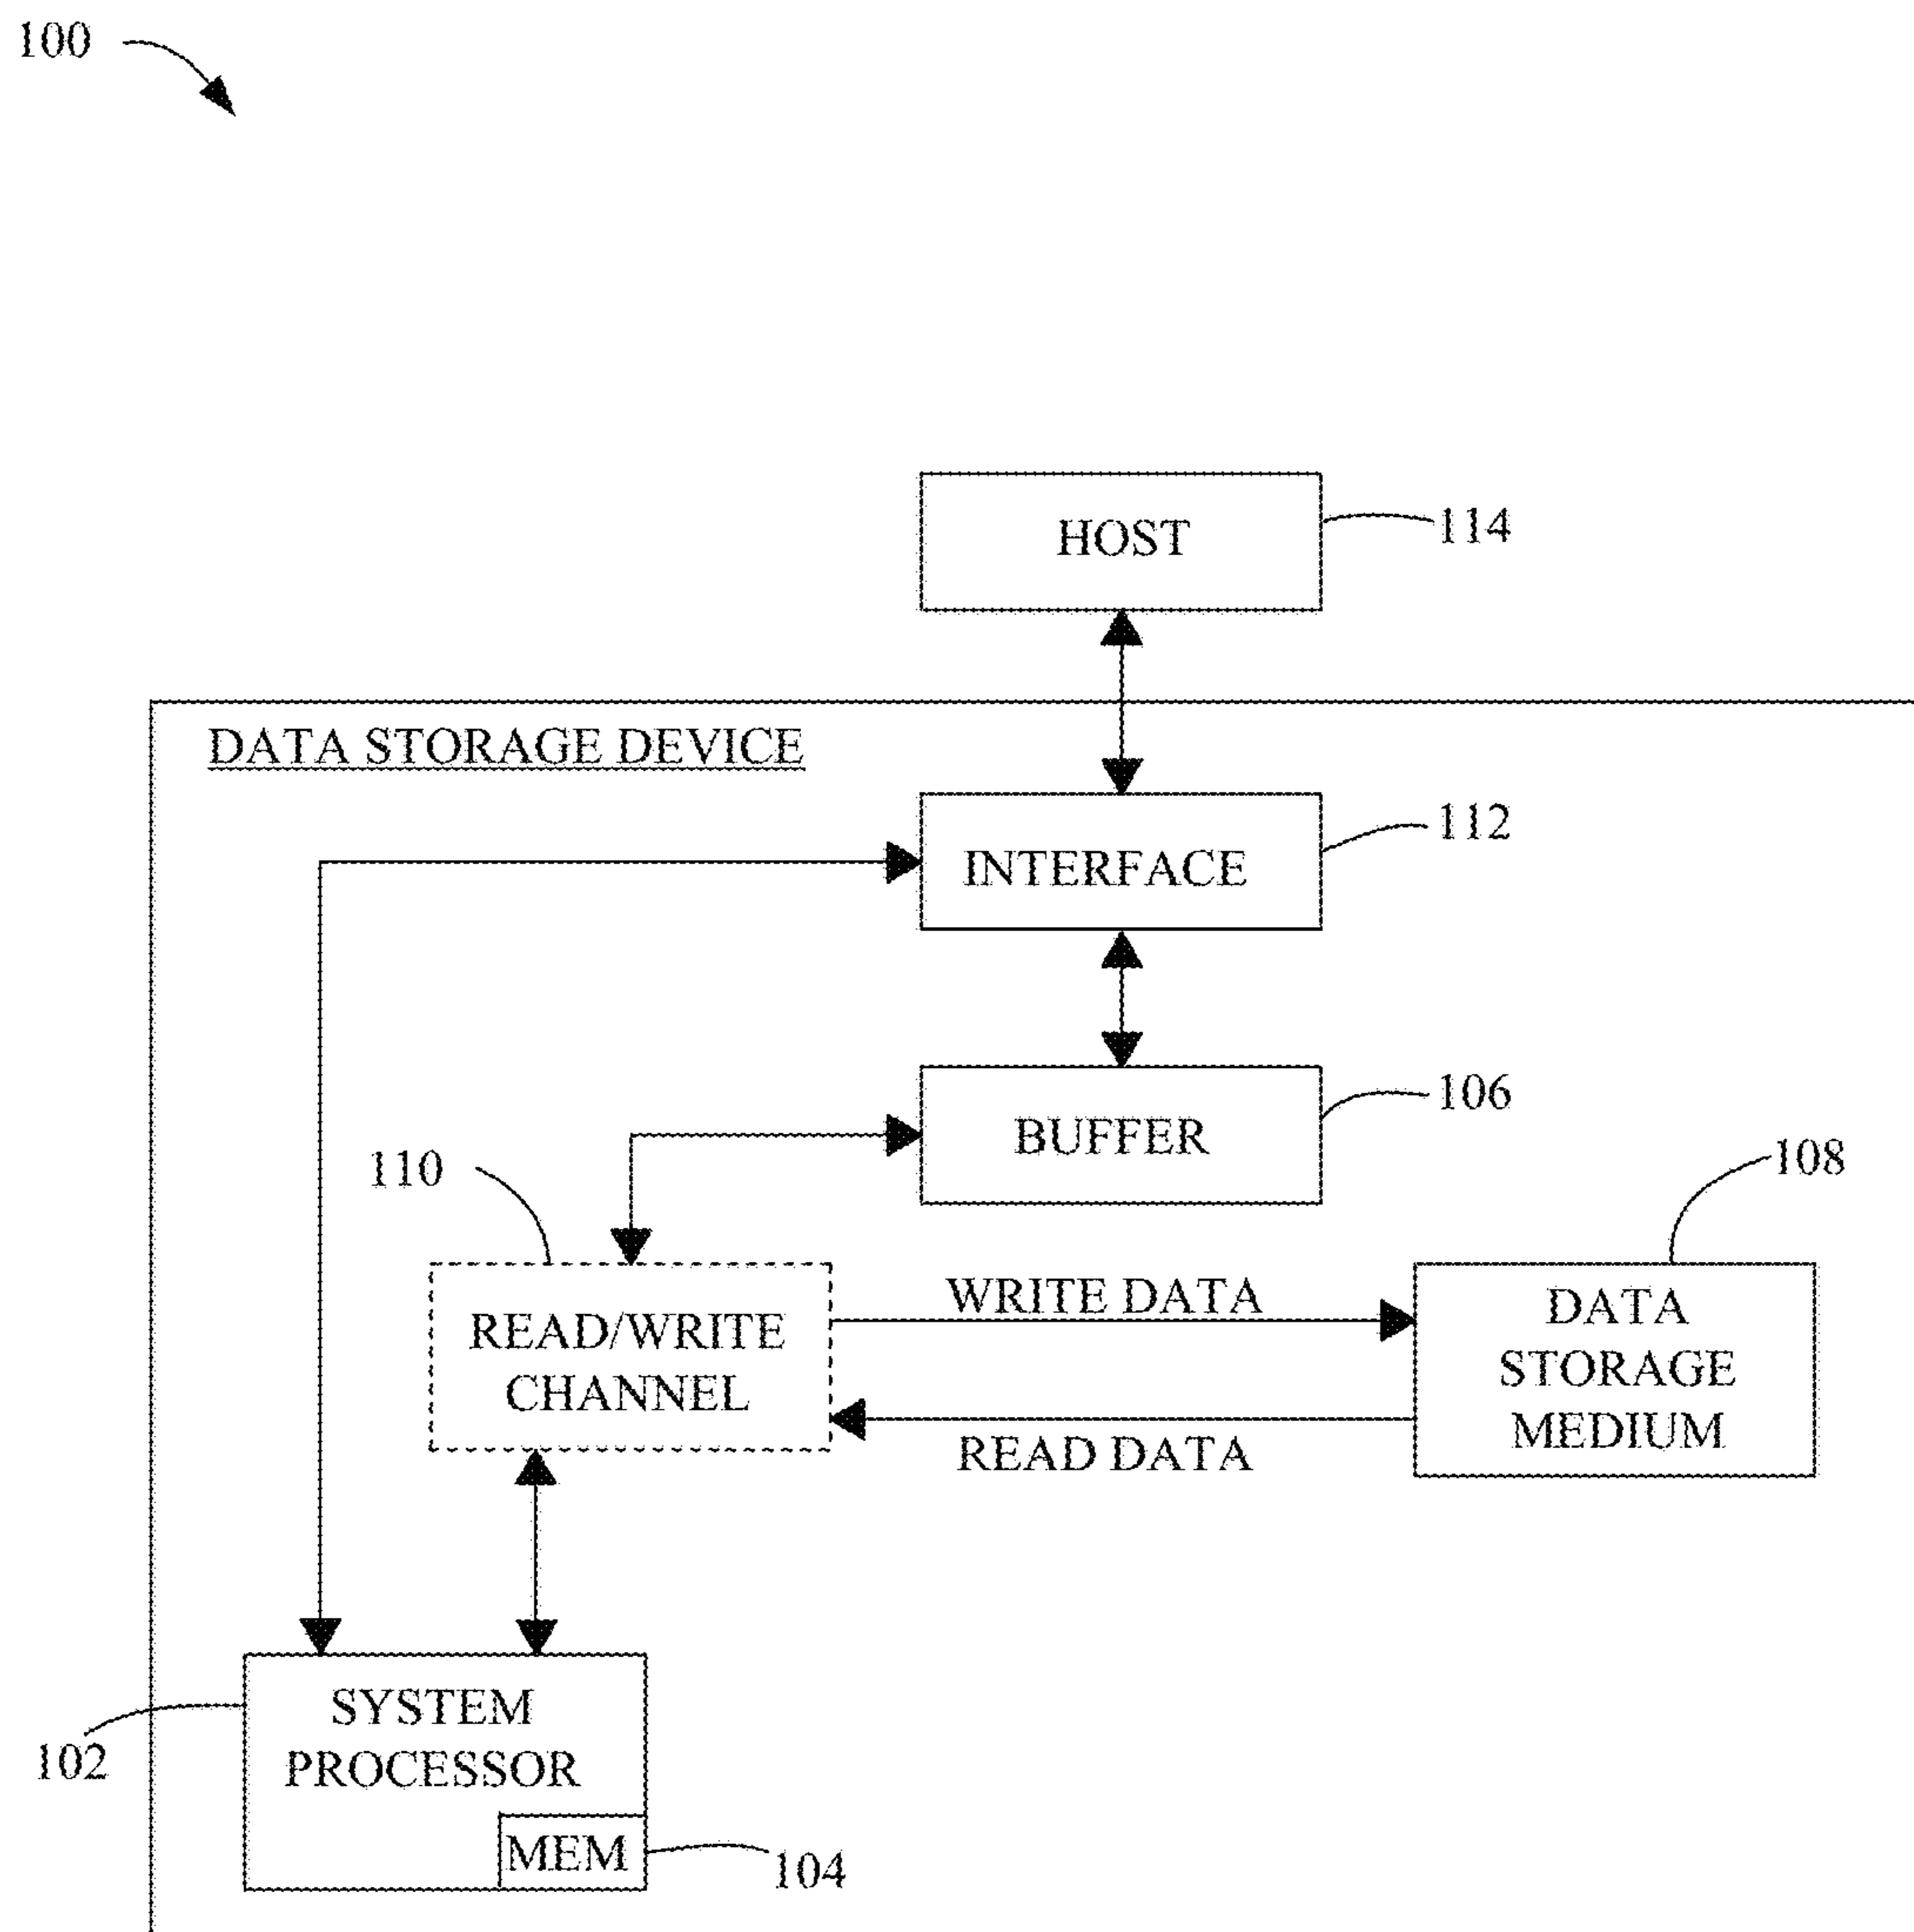 100
HOST
114
DATA STORAGE DEVICE
INTERFACE
112
BUFFER
106
110
108
READ/WRITE
CHANNEL
WRITE DATA
READ DATA
DATA
STORAGE
MEDIUM
SYSTEM
PROCESSOR
102
MEM
104